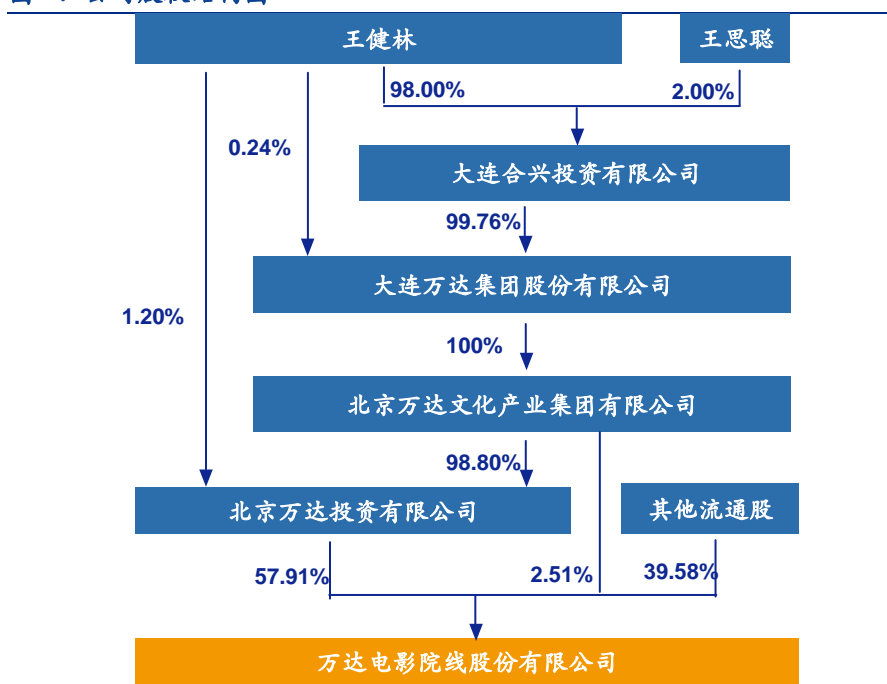 王健林
王思聪
98.00%
2.00%
0.24%
大连合兴投资有限公司
99.76%
大连万达集团股份有限公司
1.20%
100%
北京万达文化产业集团有限公司
98.80%
北京万达投资有限公司
其他流通股
57.91%
2.51%
39.58%
万达电影院线股份有限公司